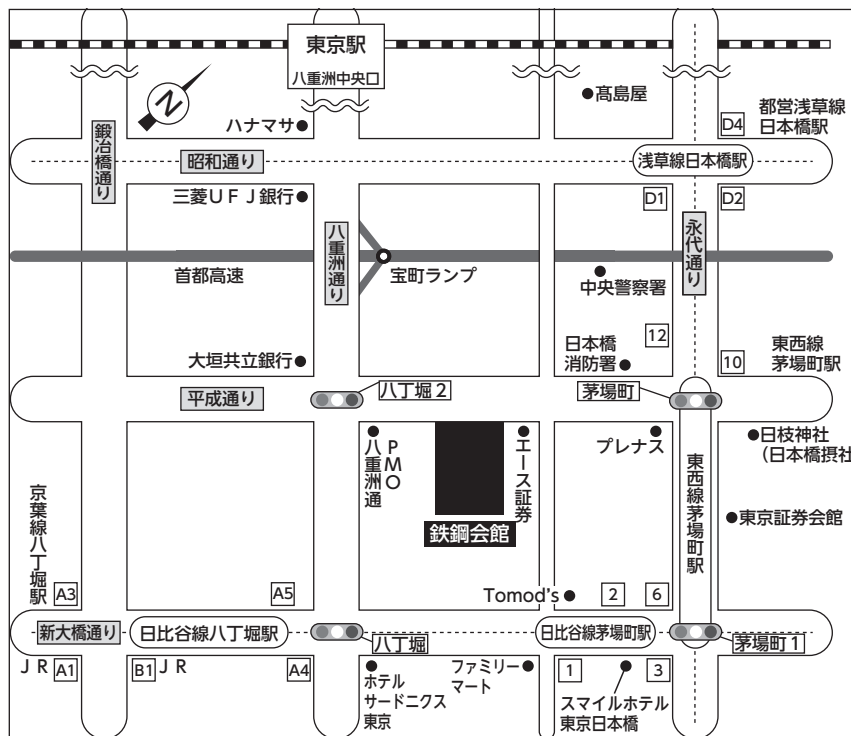 東京駅
八重洲中央口
N
髙島屋
D4
都営浅草線
日本橋駅
ハナマサ
鍛冶橋通り
昭和通り
浅草線日本橋駅
三菱UFJ銀行
D1
D2
八重洲通り
永代通り
首都高速
宝町ランプ
中央警察署
12
日本橋
消防署
東西線
茅場町駅
10
大垣共立銀行
平成通り
八丁堀2
茅場町
PMO
八重洲通
エース証券
プレナス
日枝神社
(日本橋摂社
東西線茅場町駅
東京証券会館
鉄鋼会館
京葉線八丁堀駅
A3
A5
Tomod's
2
6
新大橋通り
日比谷線八丁堀駅
八丁堀
日比谷線茅場町駅
茅場町1
JR
A1
B1
JR
A4
ホテル
サードニクス
東京
ファミリー
マート
1
3
スマイルホテル
東京日本橋